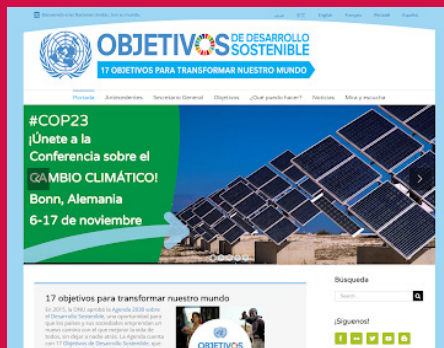 Bienvenido a las Naciones Unidas. Son su mundo.
English Français Русский Español
OBJETIVOS DE DESARROLLO
SOSTENIBLE
17 OBJETIVOS PARA TRANSFORMAR NUESTRO MUNDO
Portada Antecedentes Secretario General Objetivos ¿Qué puedo hacer? Noticias Mira y escucha
#COP23
¡Únete a la
Conferencia sobre el
CAMBIO CLIMÁTICO!
Bonn, Alemania
6-17 de noviembre
17 objetivos para transformar nuestro mundo
En 2015, la ONU aprobó la Agenda 2030 sobre
el Desarrollo Sostenible, una oportunidad para
que los países y sus sociedades emprendan un
nuevo camino con el que mejorar la vida de
todos, sin dejar a nadie atrás. La Agenda cuenta
con 17 Objetivos de Desarrollo Sostenible, que
OBJETIVOS
Búsqueda
Search...
¡Síguenos!